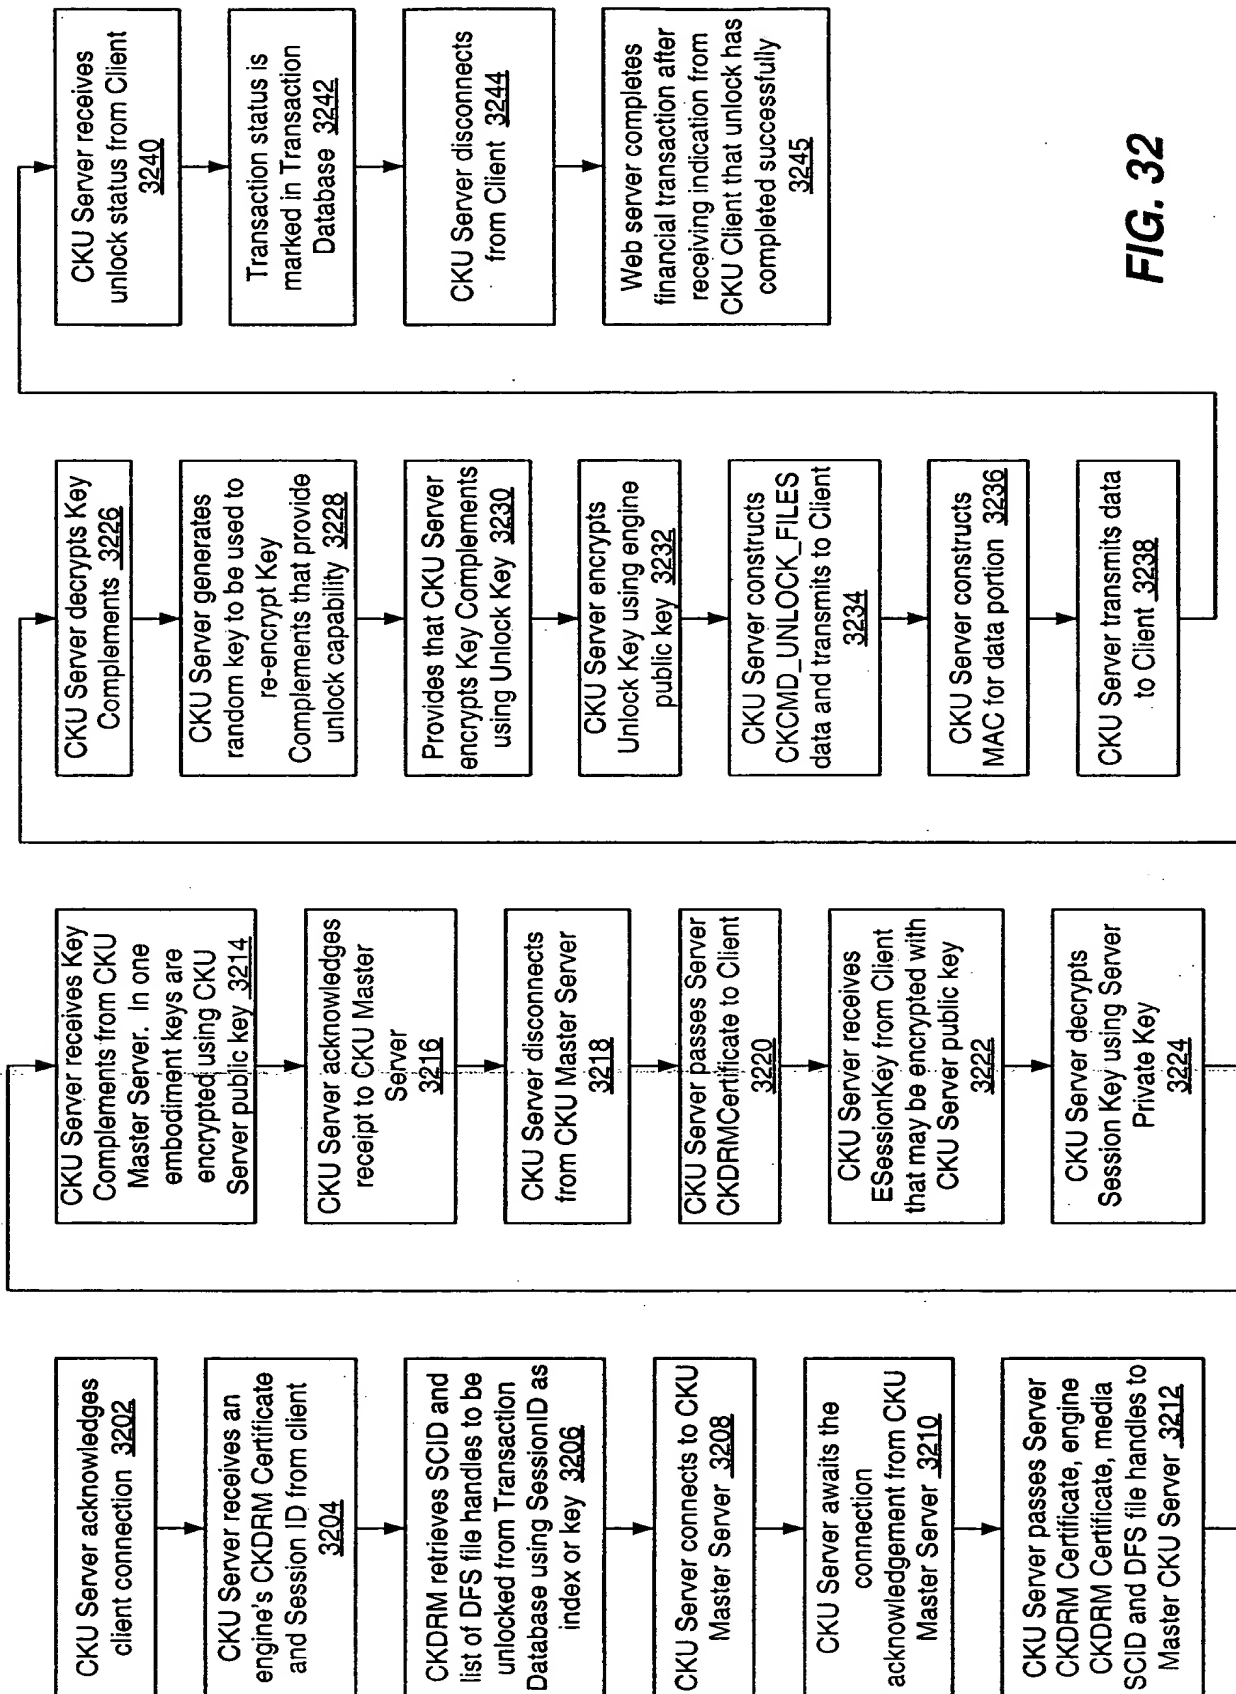 CKU Server acknowledges
client connection 3202
CKU Server receives an
engine's CKDRM Certificate
and Session ID from client
3204
CKDRM retrieves SCID and
list of DFS file handles to be
unlocked from Transaction
Database using SessionID as
index or key 3206
CKU Server connects to CKU
Master Server 3208
CKU Server awaits the
connection
acknowledgement from CKU
Master Server 3210
CKU Server passes Server
CKDRM Certificate, engine
CKDRM Certificate, media
SCID and DFS file handles to
Master CKU Server 3212
CKU Server receives Key
Complements from CKU
Master Server. In one
embodiment keys are
encrypted using CKU
Server public key 3214
CKU Server acknowledges
receipt to CKU Master
Server
3216
CKU Server disconnects
from CKU Master Server
3218
CKU Server passes Server
CKDRMCertificate to Client
3220
CKU Server receives
ESessionKey from Client
that may be encrypted with
CKU Server public key
3222
CKU Server decrypts
Session Key using Server
Private Key
3224
CKU Server decrypts Key
Complements 3226
CKU Server generates
random key to be used to
re-encrypt Key
Complements that provide
unlock capability 3228
Provides that CKU Server
encrypts Key Complements
using Unlock Key 3230
CKU Server encrypts
Unlock Key using engine
public key 3232
CKU Server constructs
CKCMD_UNLOCK_FILES
data and transmits to Client
3234
CKU Server constructs
MAC for data portion 3236
CKU Server transmits data
to Client 3238
CKU Server receives
unlock status from Client
3240
Transaction status is
marked in Transaction
Database 3242
CKU Server disconnects
from Client 3244
Web server completes
financial transaction after
receiving indication from
CKU Client that unlock has
completed successfully
3245
FIG. 32